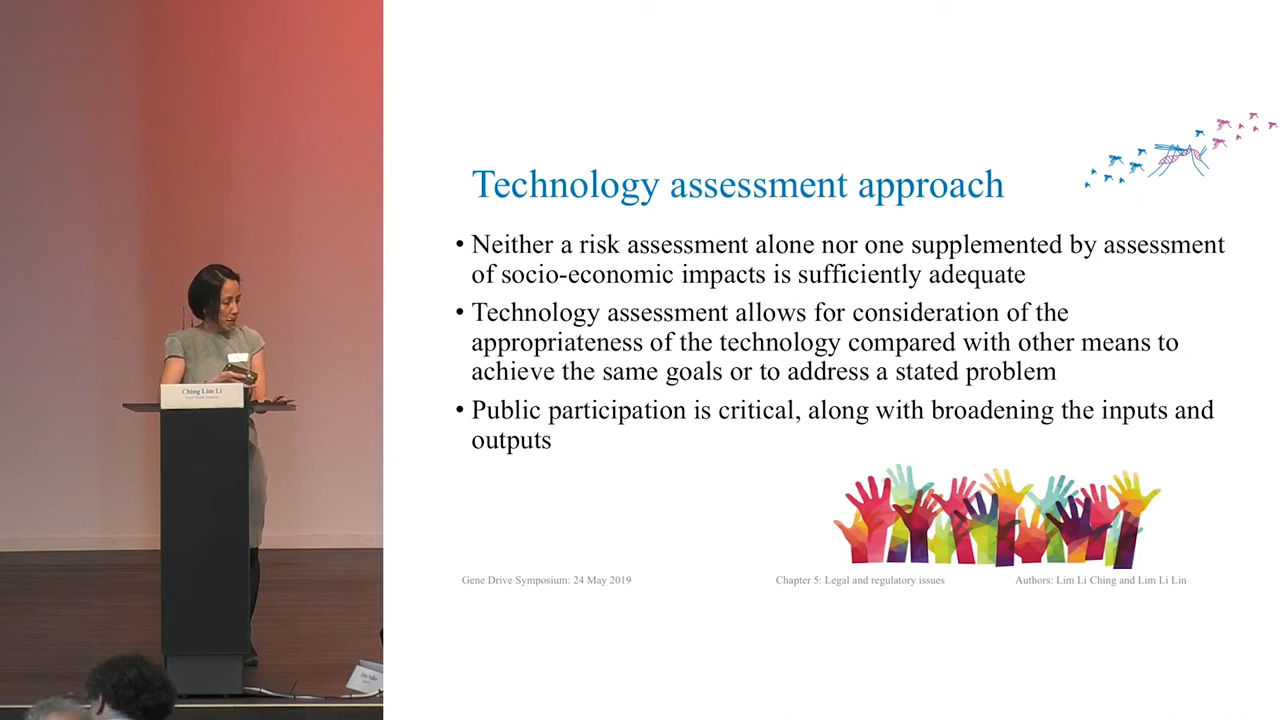 Ching Lim Li
Technology assessment approach
• Neither a risk assessment alone nor one supplemented by assessment
of socio-economic impacts is sufficiently adequate
• Technology assessment allows for consideration of the
appropriateness of the technology compared with other means to
achieve the same goals or to address a stated problem
• Public participation is critical, along with broadening the inputs and
outputs
Gene Drive Symposium: 24 May 2019
Chapter 5: Legal and regulatory issues
Authors: Lim Li Ching and Lim Li Lin